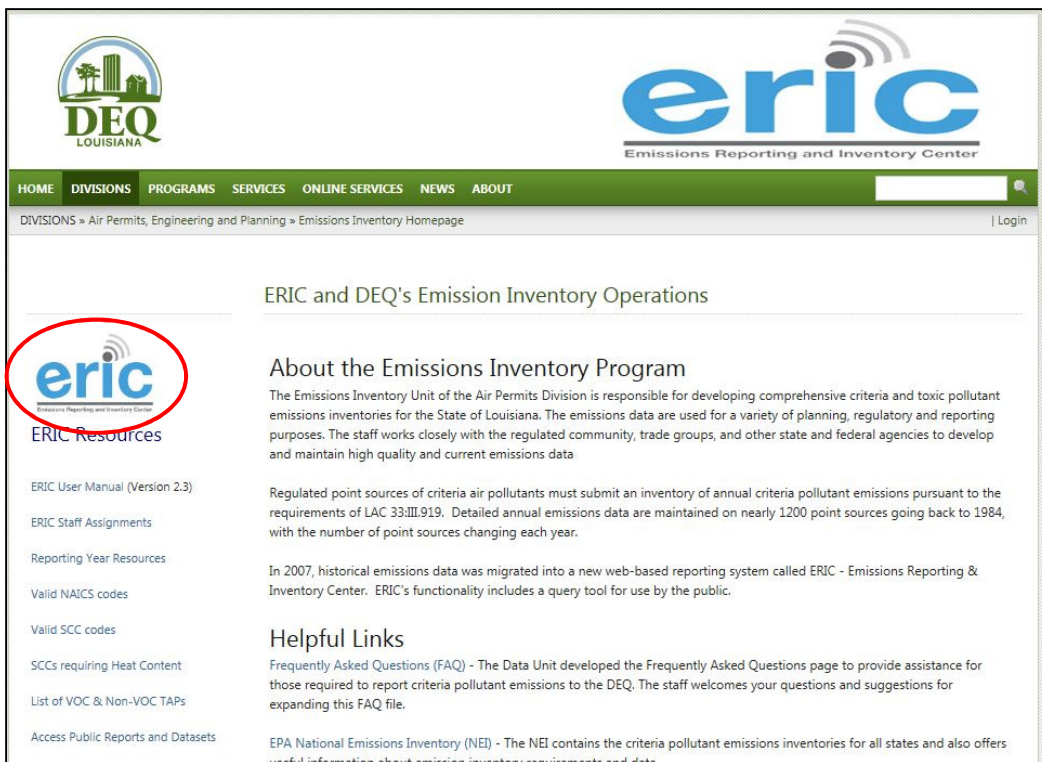 DEQ
LOUISIANA
eric
Emissions Reporting and Inventory Center
HOME DIVISIONS PROGRAMS SERVICES ONLINE SERVICES NEWS ABOUT
DIVISIONS » Air Permits, Engineering and Planning » Emissions Inventory Homepage | Login
ERIC and DEQ's Emission Inventory Operations
eric
Emissions Reporting and Inventory Center
ERIC Resources
ERIC User Manual (Version 2.3)
ERIC Staff Assignments
Reporting Year Resources
Valid NAICS codes
Valid SCC codes
SCCs requiring Heat Content
List of VOC & Non-VOC TAPs
Access Public Reports and Datasets
About the Emissions Inventory Program
The Emissions Inventory Unit of the Air Permits Division is responsible for developing comprehensive criteria and toxic pollutant
emissions inventories for the State of Louisiana. The emissions data are used for a variety of planning, regulatory and reporting
purposes. The staff works closely with the regulated community, trade groups, and other state and federal agencies to develop
and maintain high quality and current emissions data
Regulated point sources of criteria air pollutants must submit an inventory of annual criteria pollutant emissions pursuant to the
requirements of LAC 33:III.919. Detailed annual emissions data are maintained on nearly 1200 point sources going back to 1984,
with the number of point sources changing each year.
In 2007, historical emissions data was migrated into a new web-based reporting system called ERIC - Emissions Reporting &
Inventory Center. ERIC's functionality includes a query tool for use by the public.
Helpful Links
Frequently Asked Questions (FAQ) - The Data Unit developed the Frequently Asked Questions page to provide assistance for
those required to report criteria pollutant emissions to the DEQ. The staff welcomes your questions and suggestions for
expanding this FAQ file.
EPA National Emissions Inventory (NEI) - The NEI contains the criteria pollutant emissions inventories for all states and also offers
useful information about emission inventory requirements and data